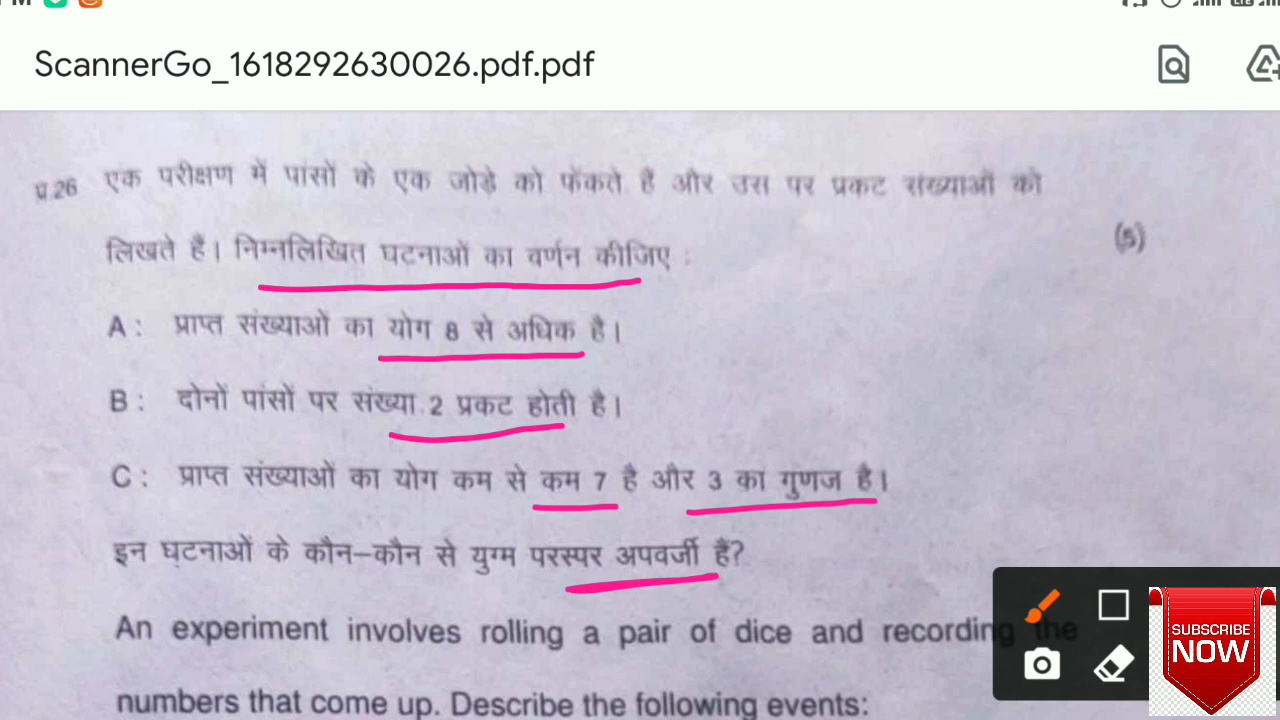 ScannerGo_1618292630026.pdf.pdf
प्र.26 एक परीक्षण में पांसों के एक जोड़े को फेंकते हैं और उस पर प्रकट संख्याओं को
लिखते हैं। निम्नलिखित घटनाओं का वर्णन कीजिए :
(5)
A : प्राप्त संख्याओं का योग 8 से अधिक है।
B : दोनों पांसों पर संख्या 2 प्रकट होती है।
C : प्राप्त संख्याओं का योग कम से कम 7 है और 3 का गुणज है।
इन घटनाओं के कौन-कौन से युग्म परस्पर अपवर्जी हैं?
An experiment involves rolling a pair of dice and recording the
numbers that come up. Describe the following events:
SUBSCRIBE
NOW